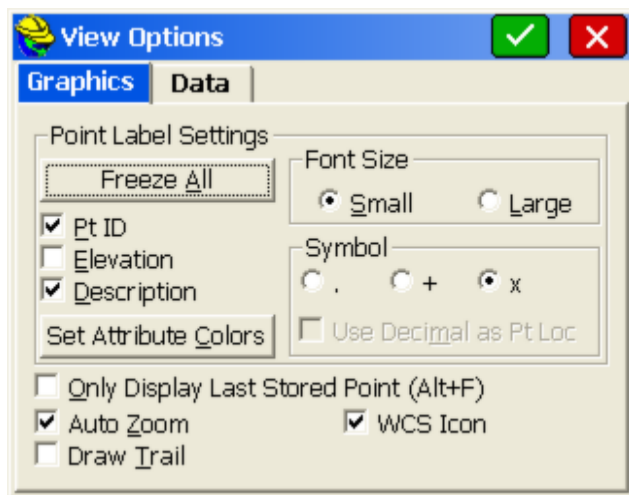 View Options
Graphics Data
Point Label Settings
Freeze All
Font Size
Small Large
Pt ID
Elevation
Description
Symbol
. + x
Set Attribute Colors
Use Decimal as Pt Loc
Only Display Last Stored Point (Alt+F)
Auto Zoom WCS Icon
Draw Trail